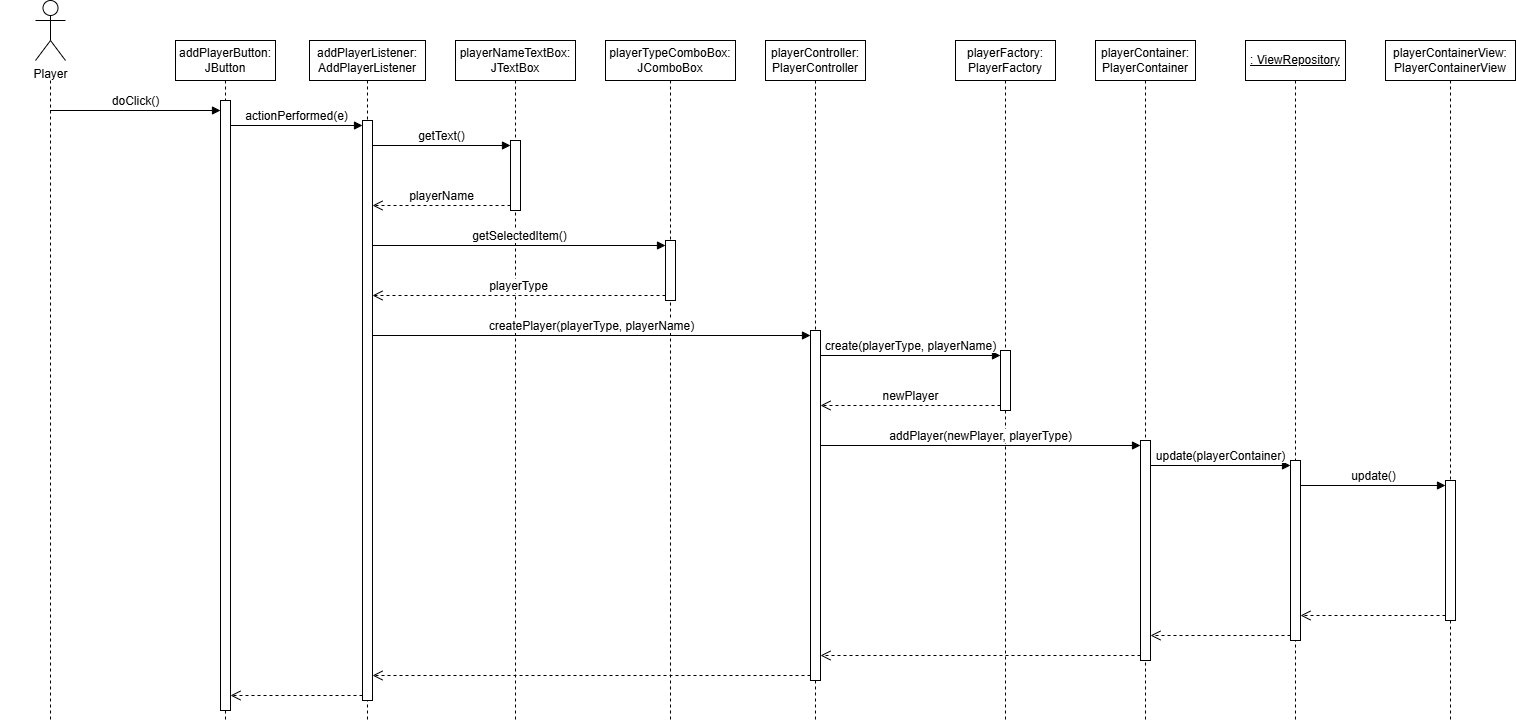 Player
addPlayerButton:
JButton
addPlayerListener:
AddPlayerListener
playerNameTextBox:
JTextBox
playerTypeComboBox:
JComboBox
playerController:
PlayerController
playerFactory:
PlayerFactory
playerContainer:
PlayerContainer
: ViewRepository
playerContainerView:
PlayerContainerView
doClick()
actionPerformed(e)
getText()
playerName
getSelectedItem()
playerType
createPlayer(playerType, playerName)
create(playerType, playerName)
newPlayer
addPlayer(newPlayer, playerType)
update(playerContainer)
update()